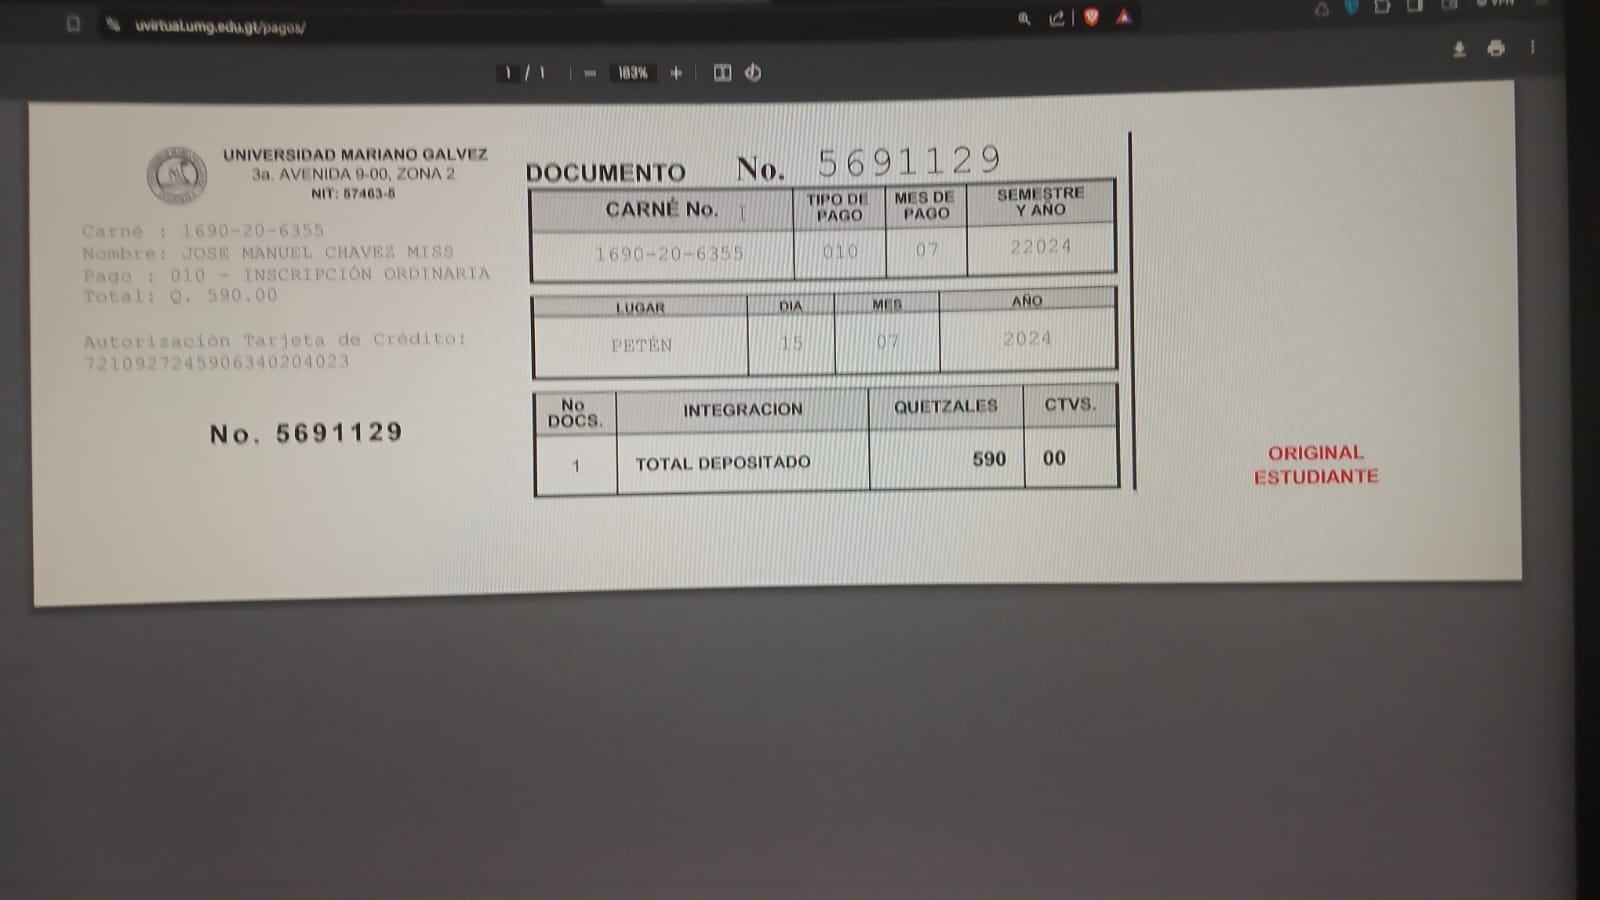 uvirtual.umg.edu.gt/pagos/
1 / 1
183%
UNIVERSIDAD MARIANO GALVEZ
3a. AVENIDA 9-00, ZONA 2
NIT: 57463-5
Carné : 1690-20-6355
Nombre: JOSE MANUEL CHAVEZ MISS
Pago : 010 - INSCRIPCIÓN ORDINARIA
Total: Q. 590.00
Autorización Tarjeta de Crédito:
7210927245906340204023
No. 5691129
DOCUMENTO No. 5691129
CARNÉ No. TIPO DE PAGO MES DE PAGO SEMESTRE Y AÑO
1690-20-6355 010 07 22024
LUGAR DIA MES AÑO
PETÉN 15 07 2024
No DOCS. INTEGRACION QUETZALES CTVS.
1 TOTAL DEPOSITADO 590 00
ORIGINAL
ESTUDIANTE